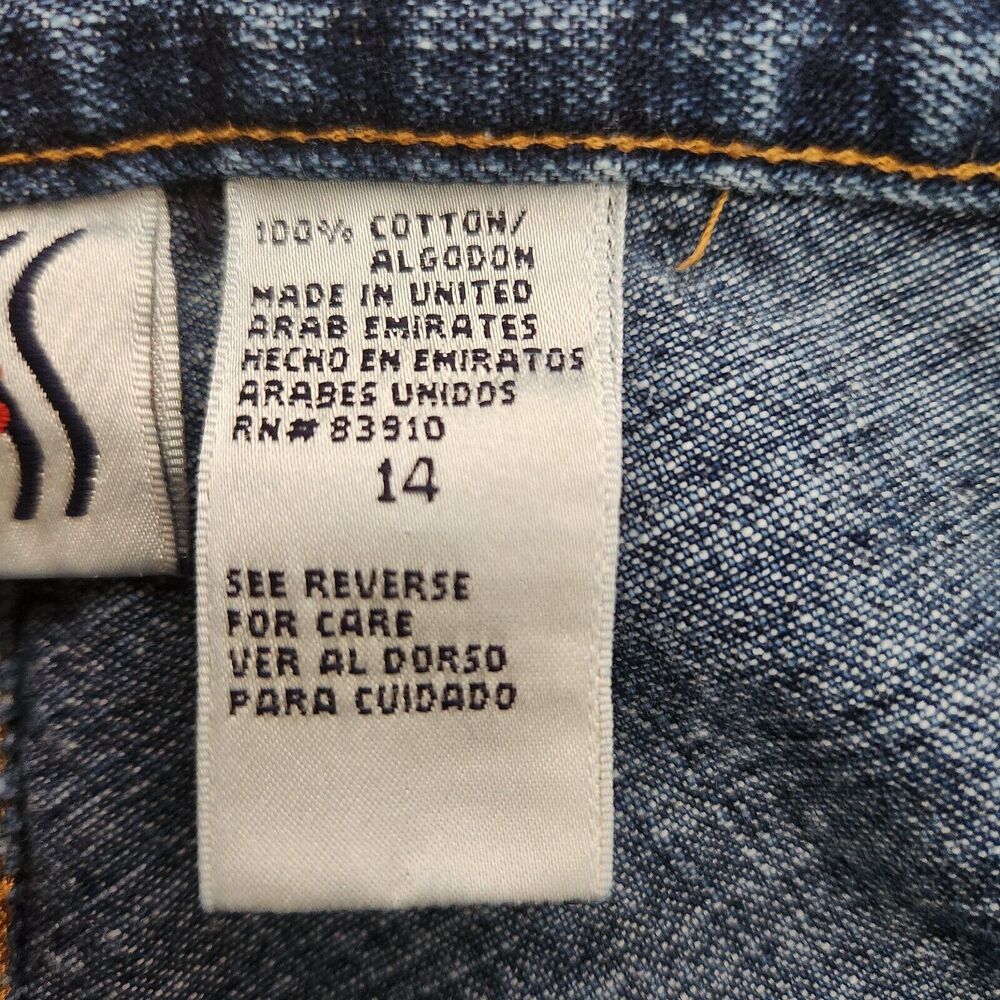 100% COTTON/
ALGODON
MADE IN UNITED
ARAB EMIRATES
HECHO EN EMIRATOS
ARABES UNIDOS
RN# 83910
14
SEE REVERSE
FOR CARE
VER AL DORSO
PARA CUIDADO